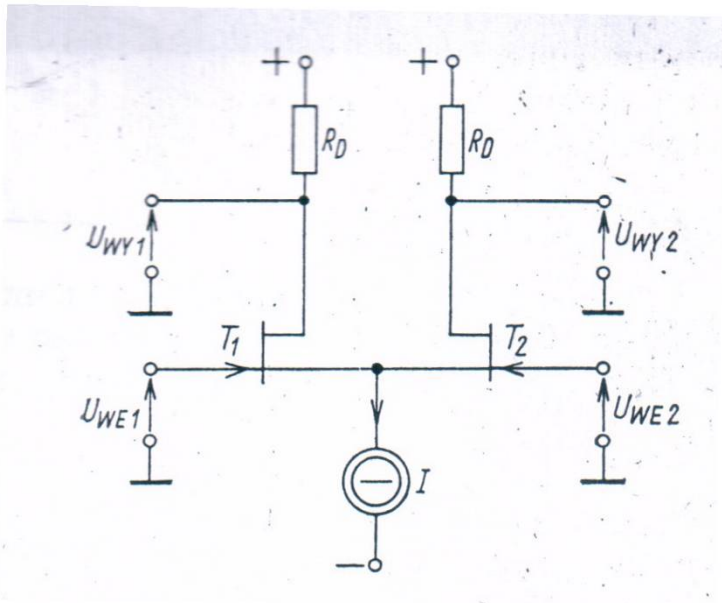 + +
R_D R_D
U_WY1 U_WY2
T_1 T_2
U_WE1 U_WE2
I
−